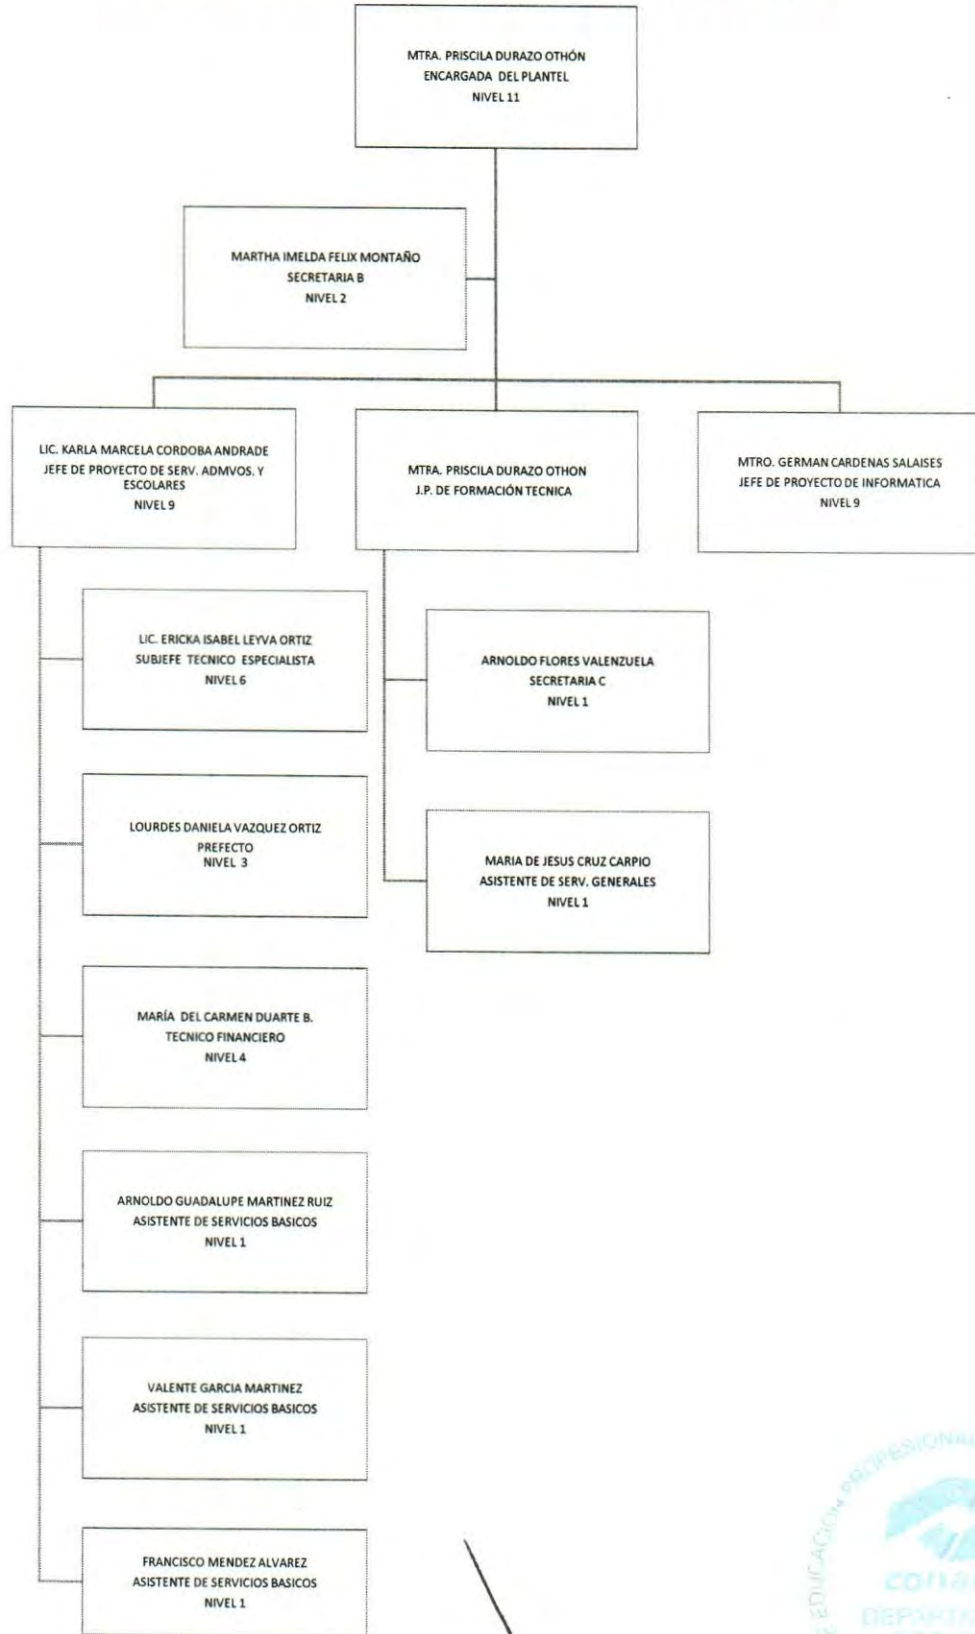 MTRA. PRISCILA DURAZO OTHÓN
ENCARGADA DEL PLANTEL
NIVEL 11
MARTHA IMELDA FELIX MONTAÑO
SECRETARIA B
NIVEL 2
LIC. KARLA MARCELA CORDOBA ANDRADE
JEFE DE PROYECTO DE SERV. ADMVOS. Y
ESCOLARES
NIVEL 9
MTRA. PRISCILA DURAZO OTHON
J.P. DE FORMACIÓN TECNICA
MTRO. GERMAN CARDENAS SALAISES
JEFE DE PROYECTO DE INFORMATICA
NIVEL 9
LIC. ERICKA ISABEL LEYVA ORTIZ
SUBJEFE TECNICO ESPECIALISTA
NIVEL 6
LOURDES DANIELA VAZQUEZ ORTIZ
PREFECTO
NIVEL 3
MARÍA DEL CARMEN DUARTE B.
TECNICO FINANCIERO
NIVEL 4
ARNOLDO GUADALUPE MARTINEZ RUIZ
ASISTENTE DE SERVICIOS BASICOS
NIVEL 1
VALENTE GARCIA MARTINEZ
ASISTENTE DE SERVICIOS BASICOS
NIVEL 1
FRANCISCO MENDEZ ALVAREZ
ASISTENTE DE SERVICIOS BASICOS
NIVEL 1
ARNOLDO FLORES VALENZUELA
SECRETARIA C
NIVEL 1
MARIA DE JESUS CRUZ CARPIO
ASISTENTE DE SERV. GENERALES
NIVEL 1
DE EDUCACION